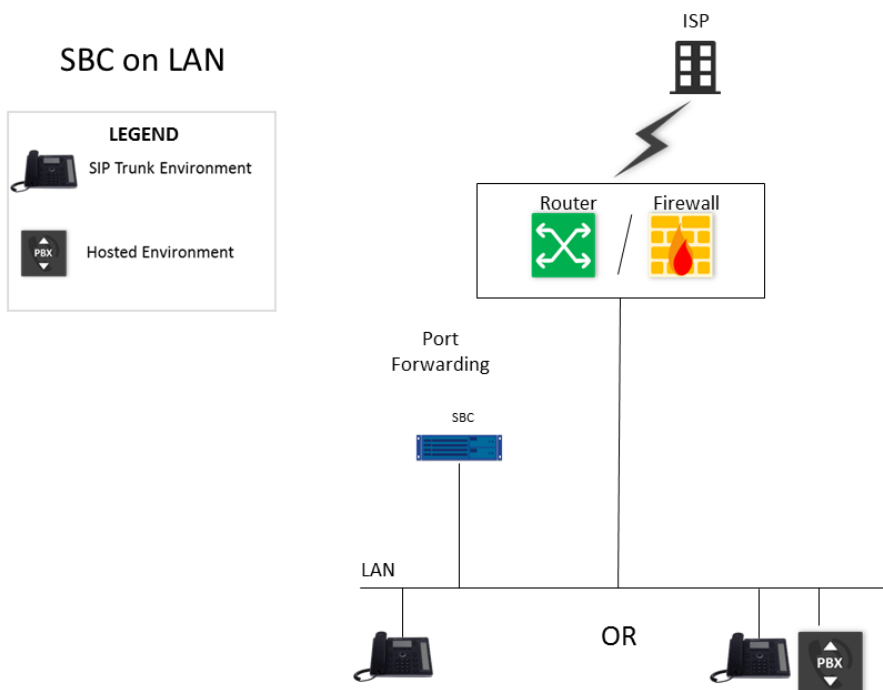 ISP
SBC on LAN
LEGEND
SIP Trunk Environment
PBX
Hosted Environment
Router
Firewall
Port
Forwarding
SBC
LAN
OR
PBX